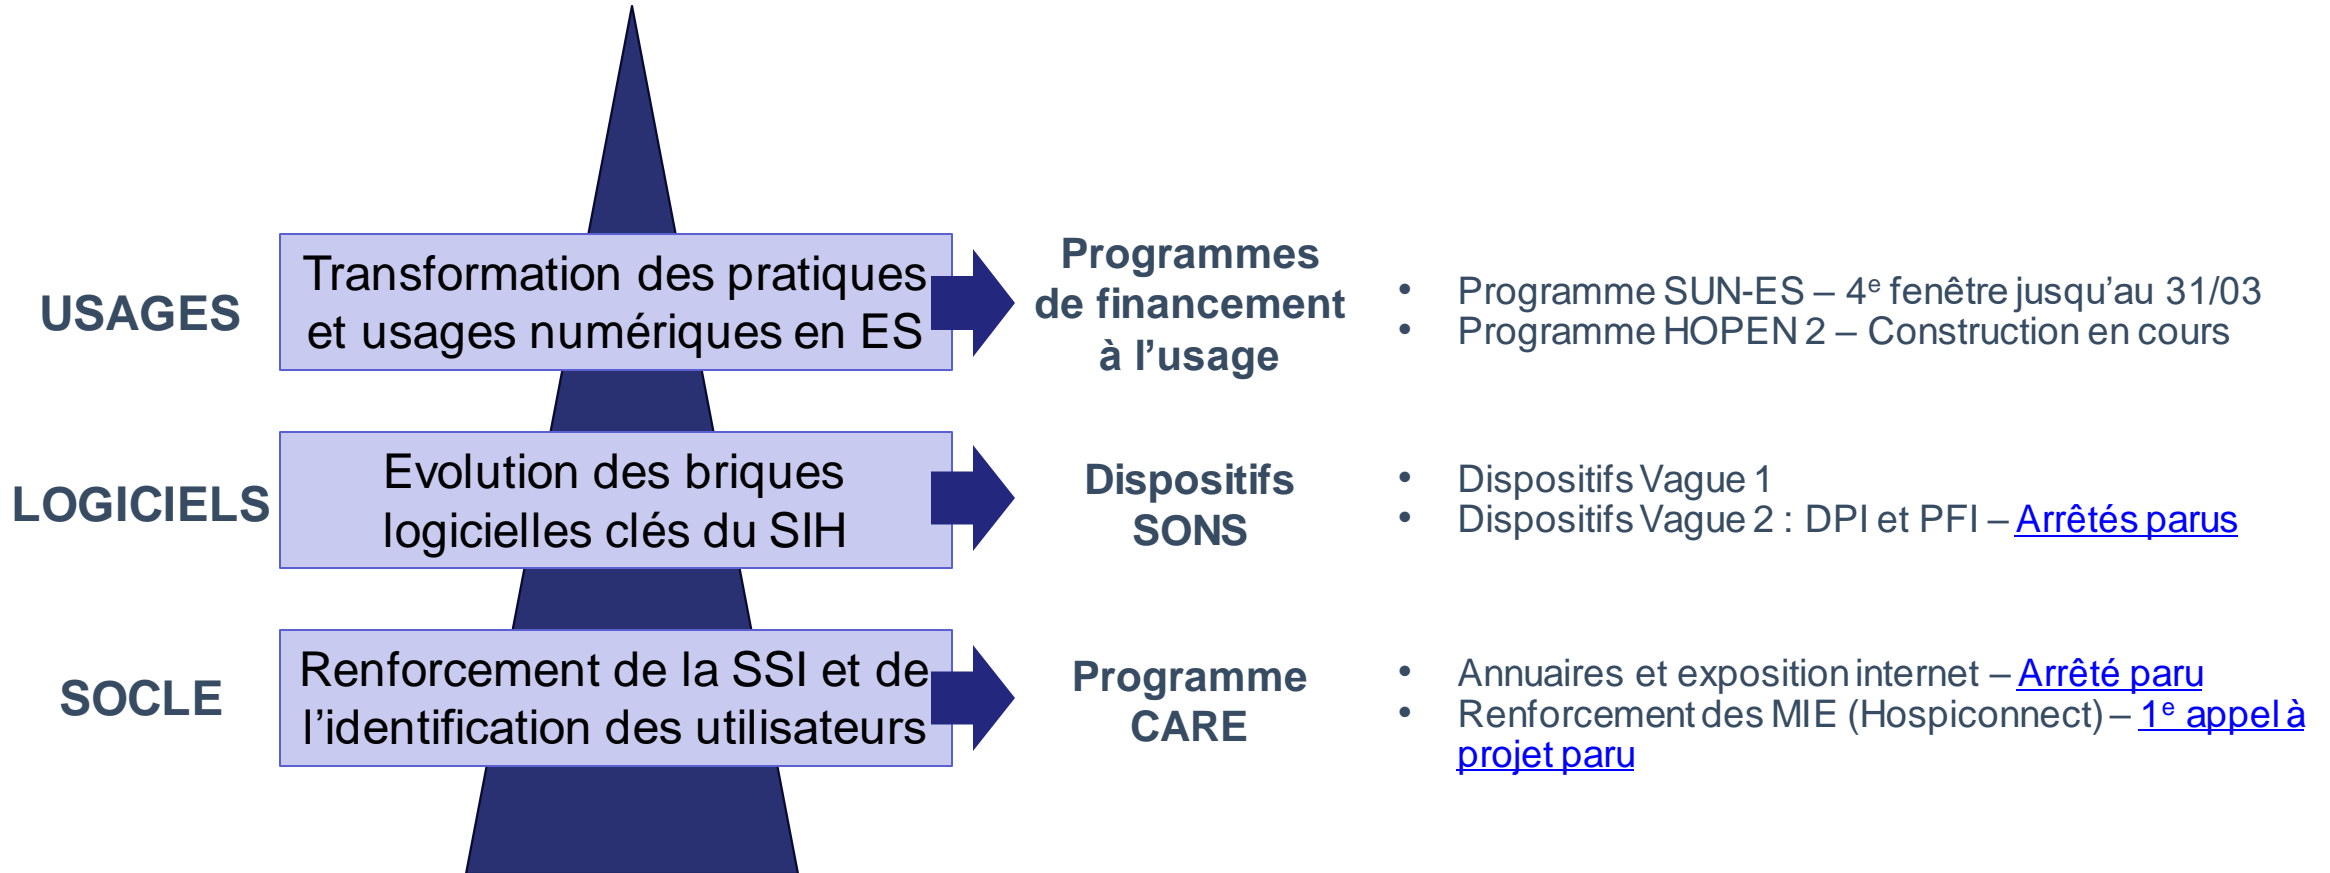 USAGES
Transformation des pratiques
et usages numériques en ES
Programmes
de financement
à l’usage
• Programme SUN-ES – 4e fenêtre jusqu’au 31/03
• Programme HOPEN 2 – Construction en cours
LOGICIELS
Evolution des briques
logicielles clés du SIH
Dispositifs
SONS
• Dispositifs Vague 1
• Dispositifs Vague 2 : DPI et PFI – Arrêtés parus
SOCLE
Renforcement de la SSI et de
l’identification des utilisateurs
Programme
CARE
• Annuaires et exposition internet – Arrêté paru
• Renforcement des MIE (Hospiconnect) – 1e appel à
projet paru